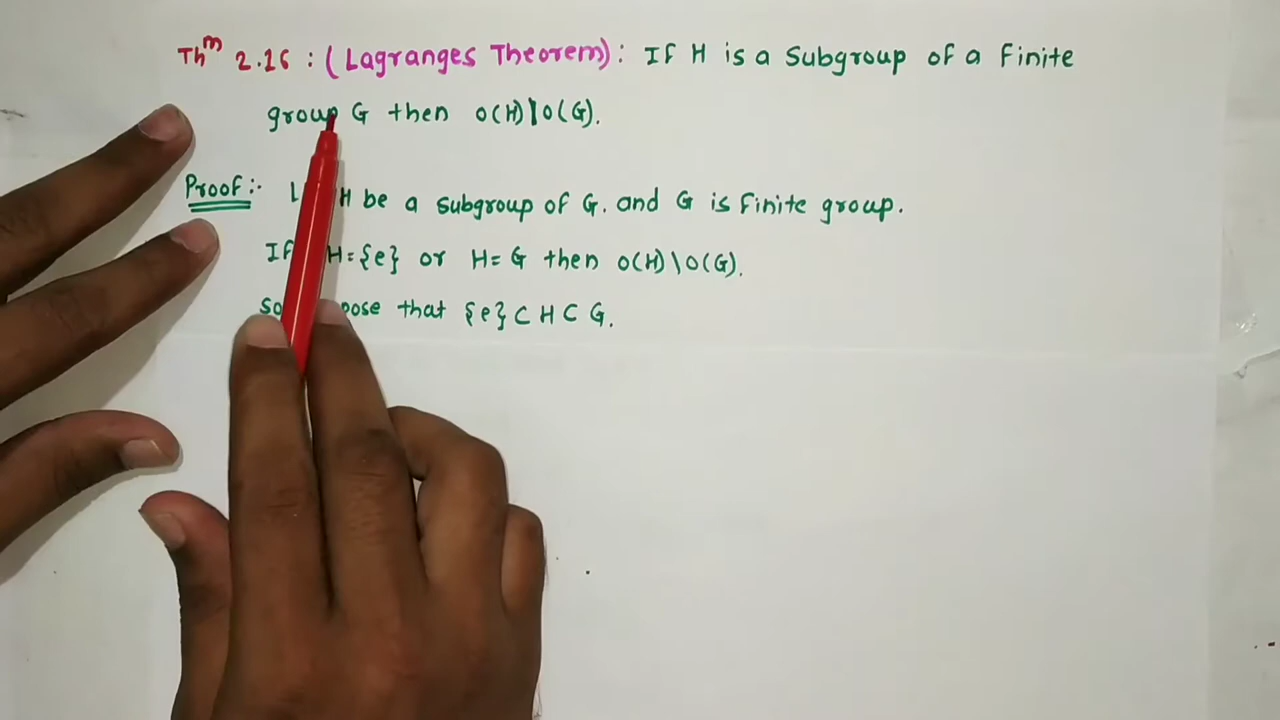 Thm 2.16 : (Lagranges Theorem) : If H is a Subgroup of a Finite
group G then O(H)|O(G).
Proof :- H be a subgroup of G. and G is Finite group.
If H={e} or H= G then O(H)\O(G).
So that {e} ⊂ H ⊂ G.